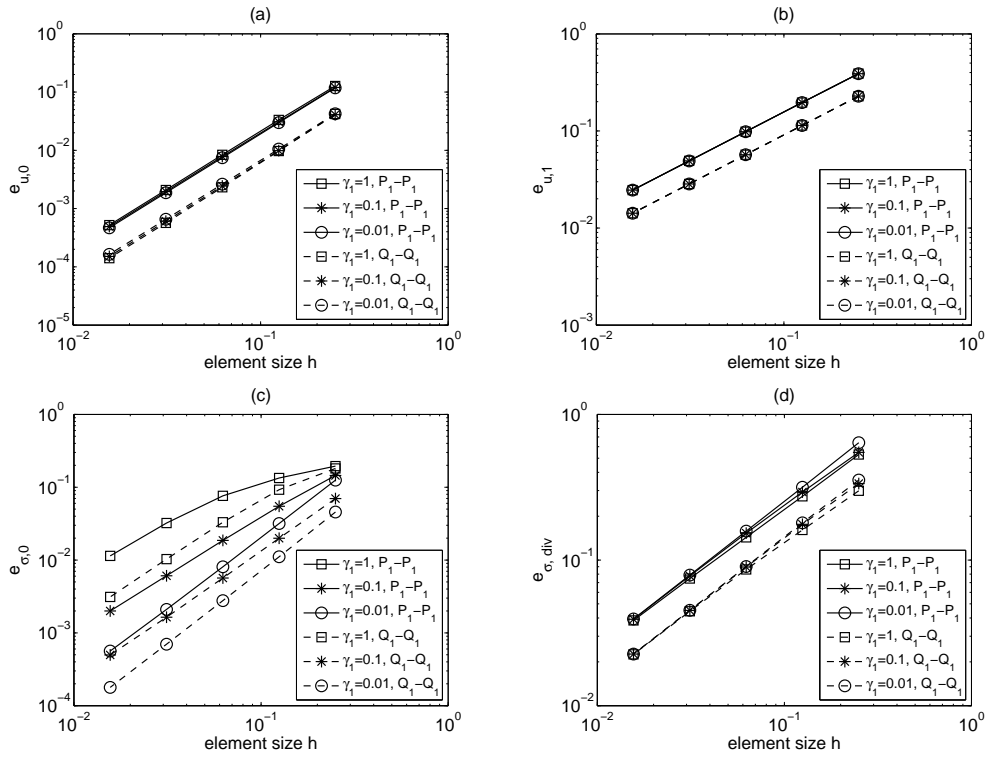 (a)
10^0
10^−1
10^−2
10^−3
10^−4
10^−5
e_{u,0}
γ_1=1, P_1−P_1
γ_1=0.1, P_1−P_1
γ_1=0.01, P_1−P_1
γ_1=1, Q_1−Q_1
γ_1=0.1, Q_1−Q_1
γ_1=0.01, Q_1−Q_1
10^−2 10^−1 10^0
element size h
(b)
10^0
10^−1
10^−2
10^−3
e_{u,1}
γ_1=1, P_1−P_1
γ_1=0.1, P_1−P_1
γ_1=0.01, P_1−P_1
γ_1=1, Q_1−Q_1
γ_1=0.1, Q_1−Q_1
γ_1=0.01, Q_1−Q_1
10^−2 10^−1 10^0
element size h
(c)
10^0
10^−1
10^−2
10^−3
10^−4
e_{σ,0}
γ_1=1, P_1−P_1
γ_1=0.1, P_1−P_1
γ_1=0.01, P_1−P_1
γ_1=1, Q_1−Q_1
γ_1=0.1, Q_1−Q_1
γ_1=0.01, Q_1−Q_1
10^−2 10^−1 10^0
element size h
(d)
10^0
10^−1
10^−2
e_{σ, div}
γ_1=1, P_1−P_1
γ_1=0.1, P_1−P_1
γ_1=0.01, P_1−P_1
γ_1=1, Q_1−Q_1
γ_1=0.1, Q_1−Q_1
γ_1=0.01, Q_1−Q_1
10^−2 10^−1 10^0
element size h